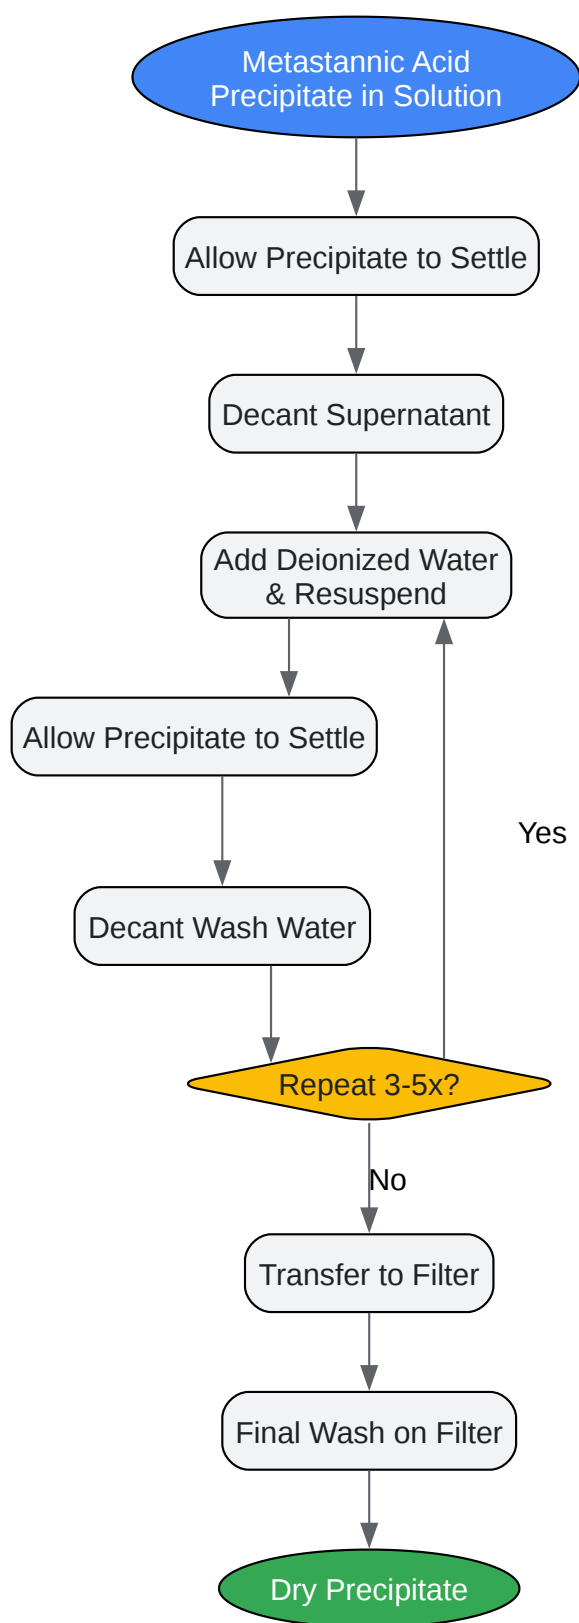 Metastannic Acid
Precipitate in Solution
Allow Precipitate to Settle
Decant Supernatant
Add Deionized Water
& Resuspend
Allow Precipitate to Settle
Yes
Decant Wash Water
Repeat 3-5x?
No
Transfer to Filter
Final Wash on Filter
Dry Precipitate